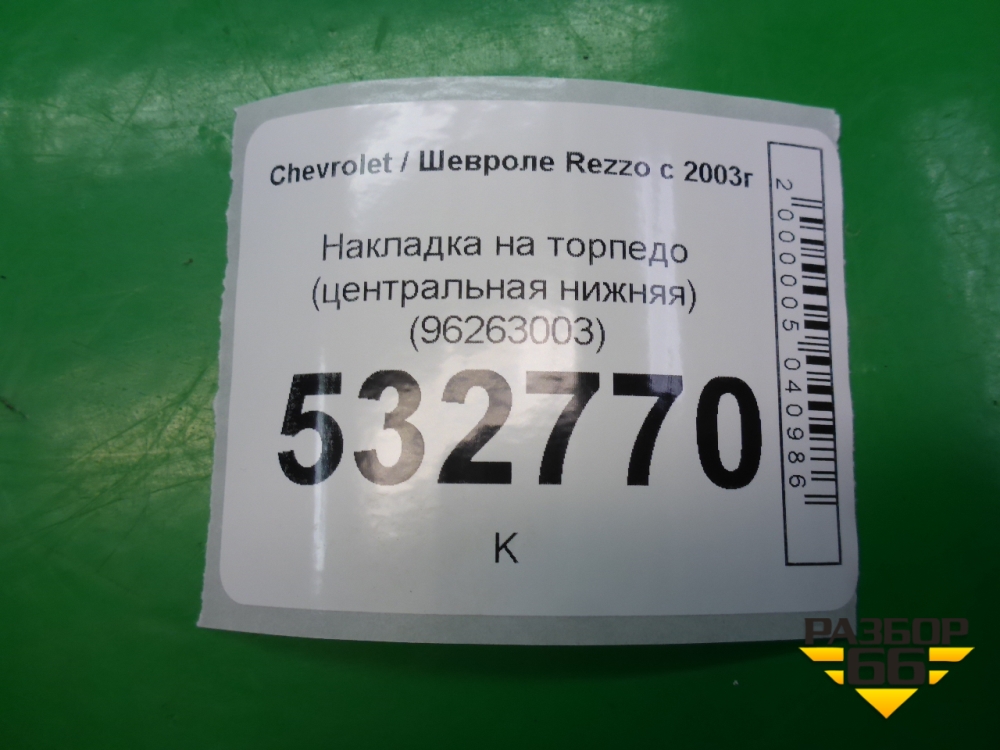 Chevrolet / Шевроле Rezzo с 2003г
Накладка на торпедо
(центральная нижняя)
(96263003)
532770
К
2000005040986
РАЗБОР
66